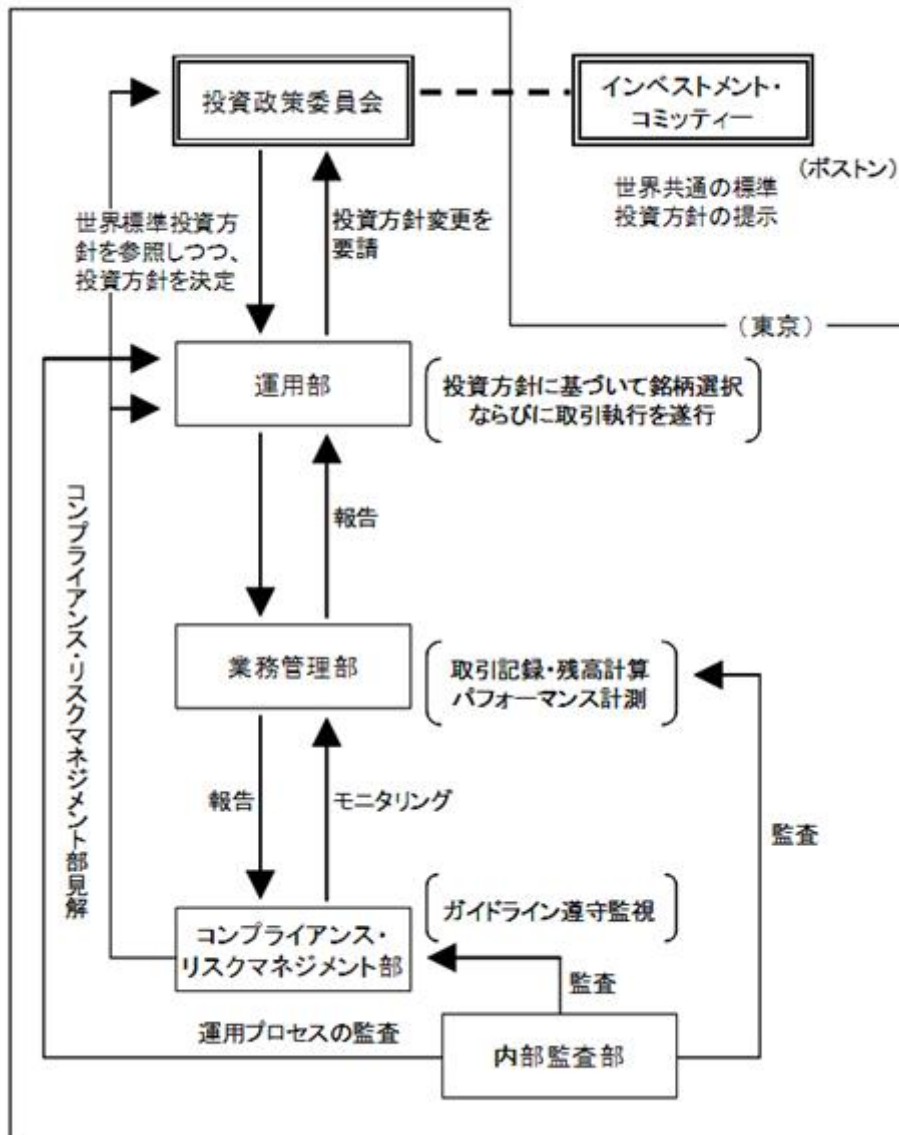 投資政策委員会
インベストメント・
コミッティー
(ボストン)
世界共通の標準
投資方針の提示
世界標準投資方
針を参照しつつ、
投資方針を決定
投資方針変更を
要請
(東京)
運用部
投資方針に基づいて銘柄選択
ならびに取引執行を遂行
報告
コンプライアンス・リスクマネジメント部見解
業務管理部
取引記録・残高計算
パフォーマンス計測
報告
モニタリング
監査
ガイドライン遵守監視
コンプライアンス・
リスクマネジメント部
監査
運用プロセスの監査
内部監査部